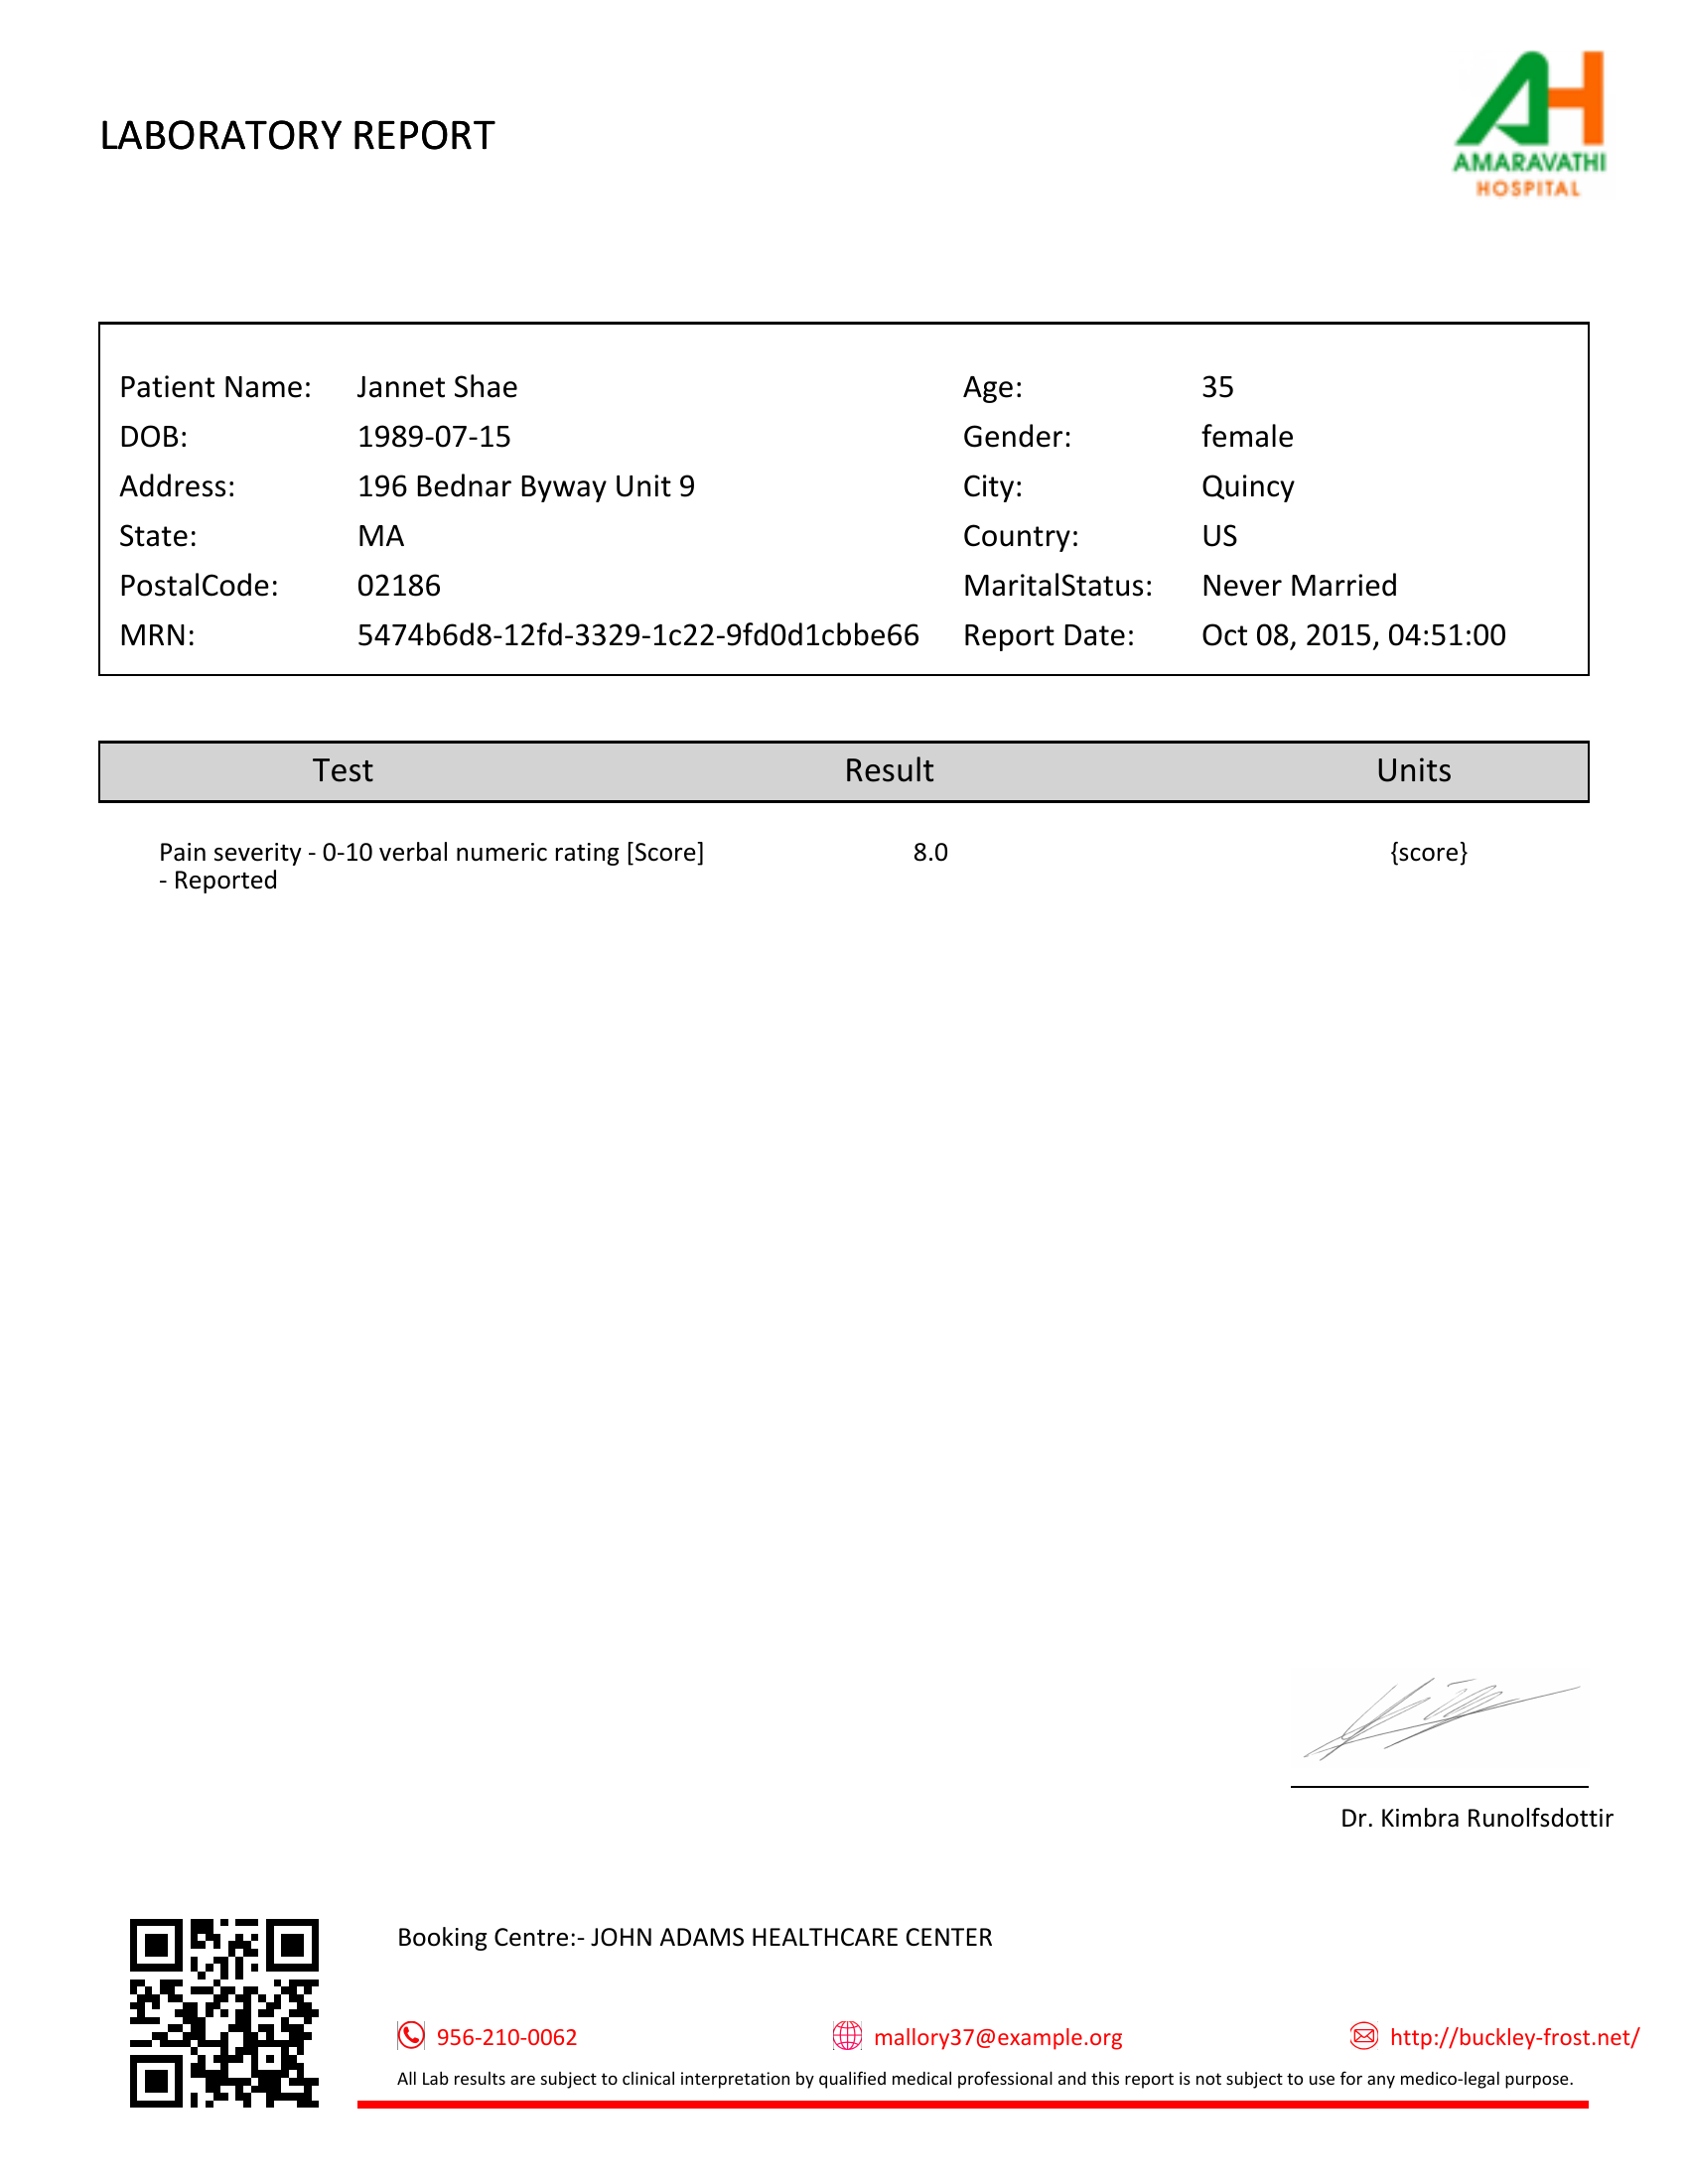 LABORATORY REPORT
AMARAVATHI
HOSPITAL
Patient Name: Jannet Shae Age: 35
DOB: 1989-07-15 Gender: female
Address: 196 Bednar Byway Unit 9 City: Quincy
State: MA Country: US
PostalCode: 02186 MaritalStatus: Never Married
MRN: 5474b6d8-12fd-3329-1c22-9fd0d1cbbe66 Report Date: Oct 08, 2015, 04:51:00
Test Result Units
Pain severity - 0-10 verbal numeric rating [Score] 8.0 {score}
- Reported
Dr. Kimbra Runolfsdottir
Booking Centre:- JOHN ADAMS HEALTHCARE CENTER
956-210-0062 mallory37@example.org http://buckley-frost.net/
All Lab results are subject to clinical interpretation by qualified medical professional and this report is not subject to use for any medico-legal purpose.